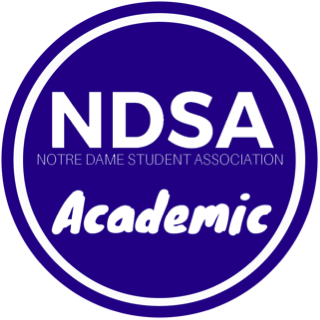 NDSA
NOTRE DAME STUDENT ASSOCIATION
Academic